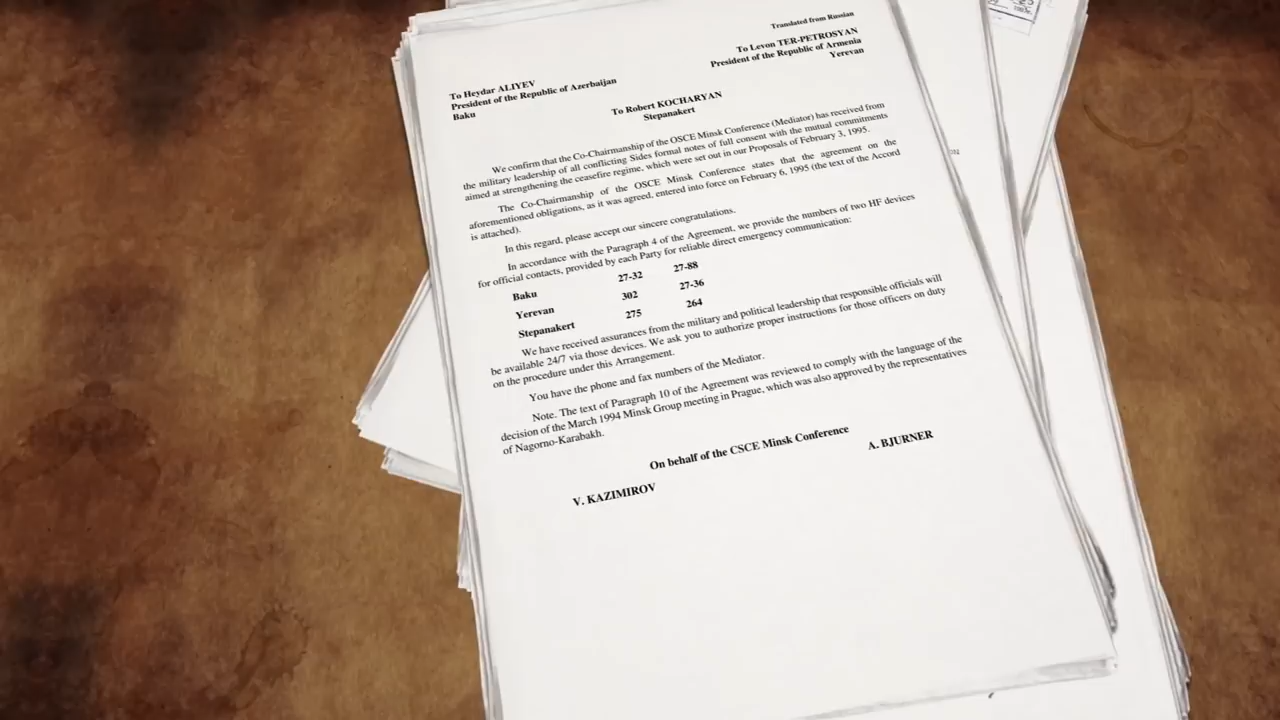 Translated from Russian
To Levon TER-PETROSYAN
President of the Republic of Armenia
Yerevan
To Heydar ALIYEV
President of the Republic of Azerbaijan
Baku
To Robert KOCHARYAN
Stepanakert
We confirm that the Co-Chairmanship of the OSCE Minsk Conference (Mediator) has received from
the military leadership of all conflicting Sides formal notes of full consent with the mutual commitments
aimed at strengthening the ceasefire regime, which were set out in our Proposals of February 3, 1995.
The Co-Chairmanship of the OSCE Minsk Conference states that the agreement on the
aforementioned obligations, as it was agreed, entered into force on February 6, 1995 (the text of the Accord
is attached).
In this regard, please accept our sincere congratulations.
In accordance with the Paragraph 4 of the Agreement, we provide the numbers of two HF devices
for official contacts, provided by each Party for reliable direct emergency communication:
Baku 27-32 27-88
Yerevan 302 27-36
Stepanakert 275 264
We have received assurances from the military and political leadership that responsible officials will
be available 24/7 via those devices. We ask you to authorize proper instructions for those officers on duty
on the procedure under this Arrangement.
You have the phone and fax numbers of the Mediator.
Note. The text of Paragraph 10 of the Agreement was reviewed to comply with the language of the
decision of the March 1994 Minsk Group meeting in Prague, which was also approved by the representatives
of Nagorno-Karabakh.
On behalf of the CSCE Minsk Conference
V. KAZIMIROV A. BJURNER